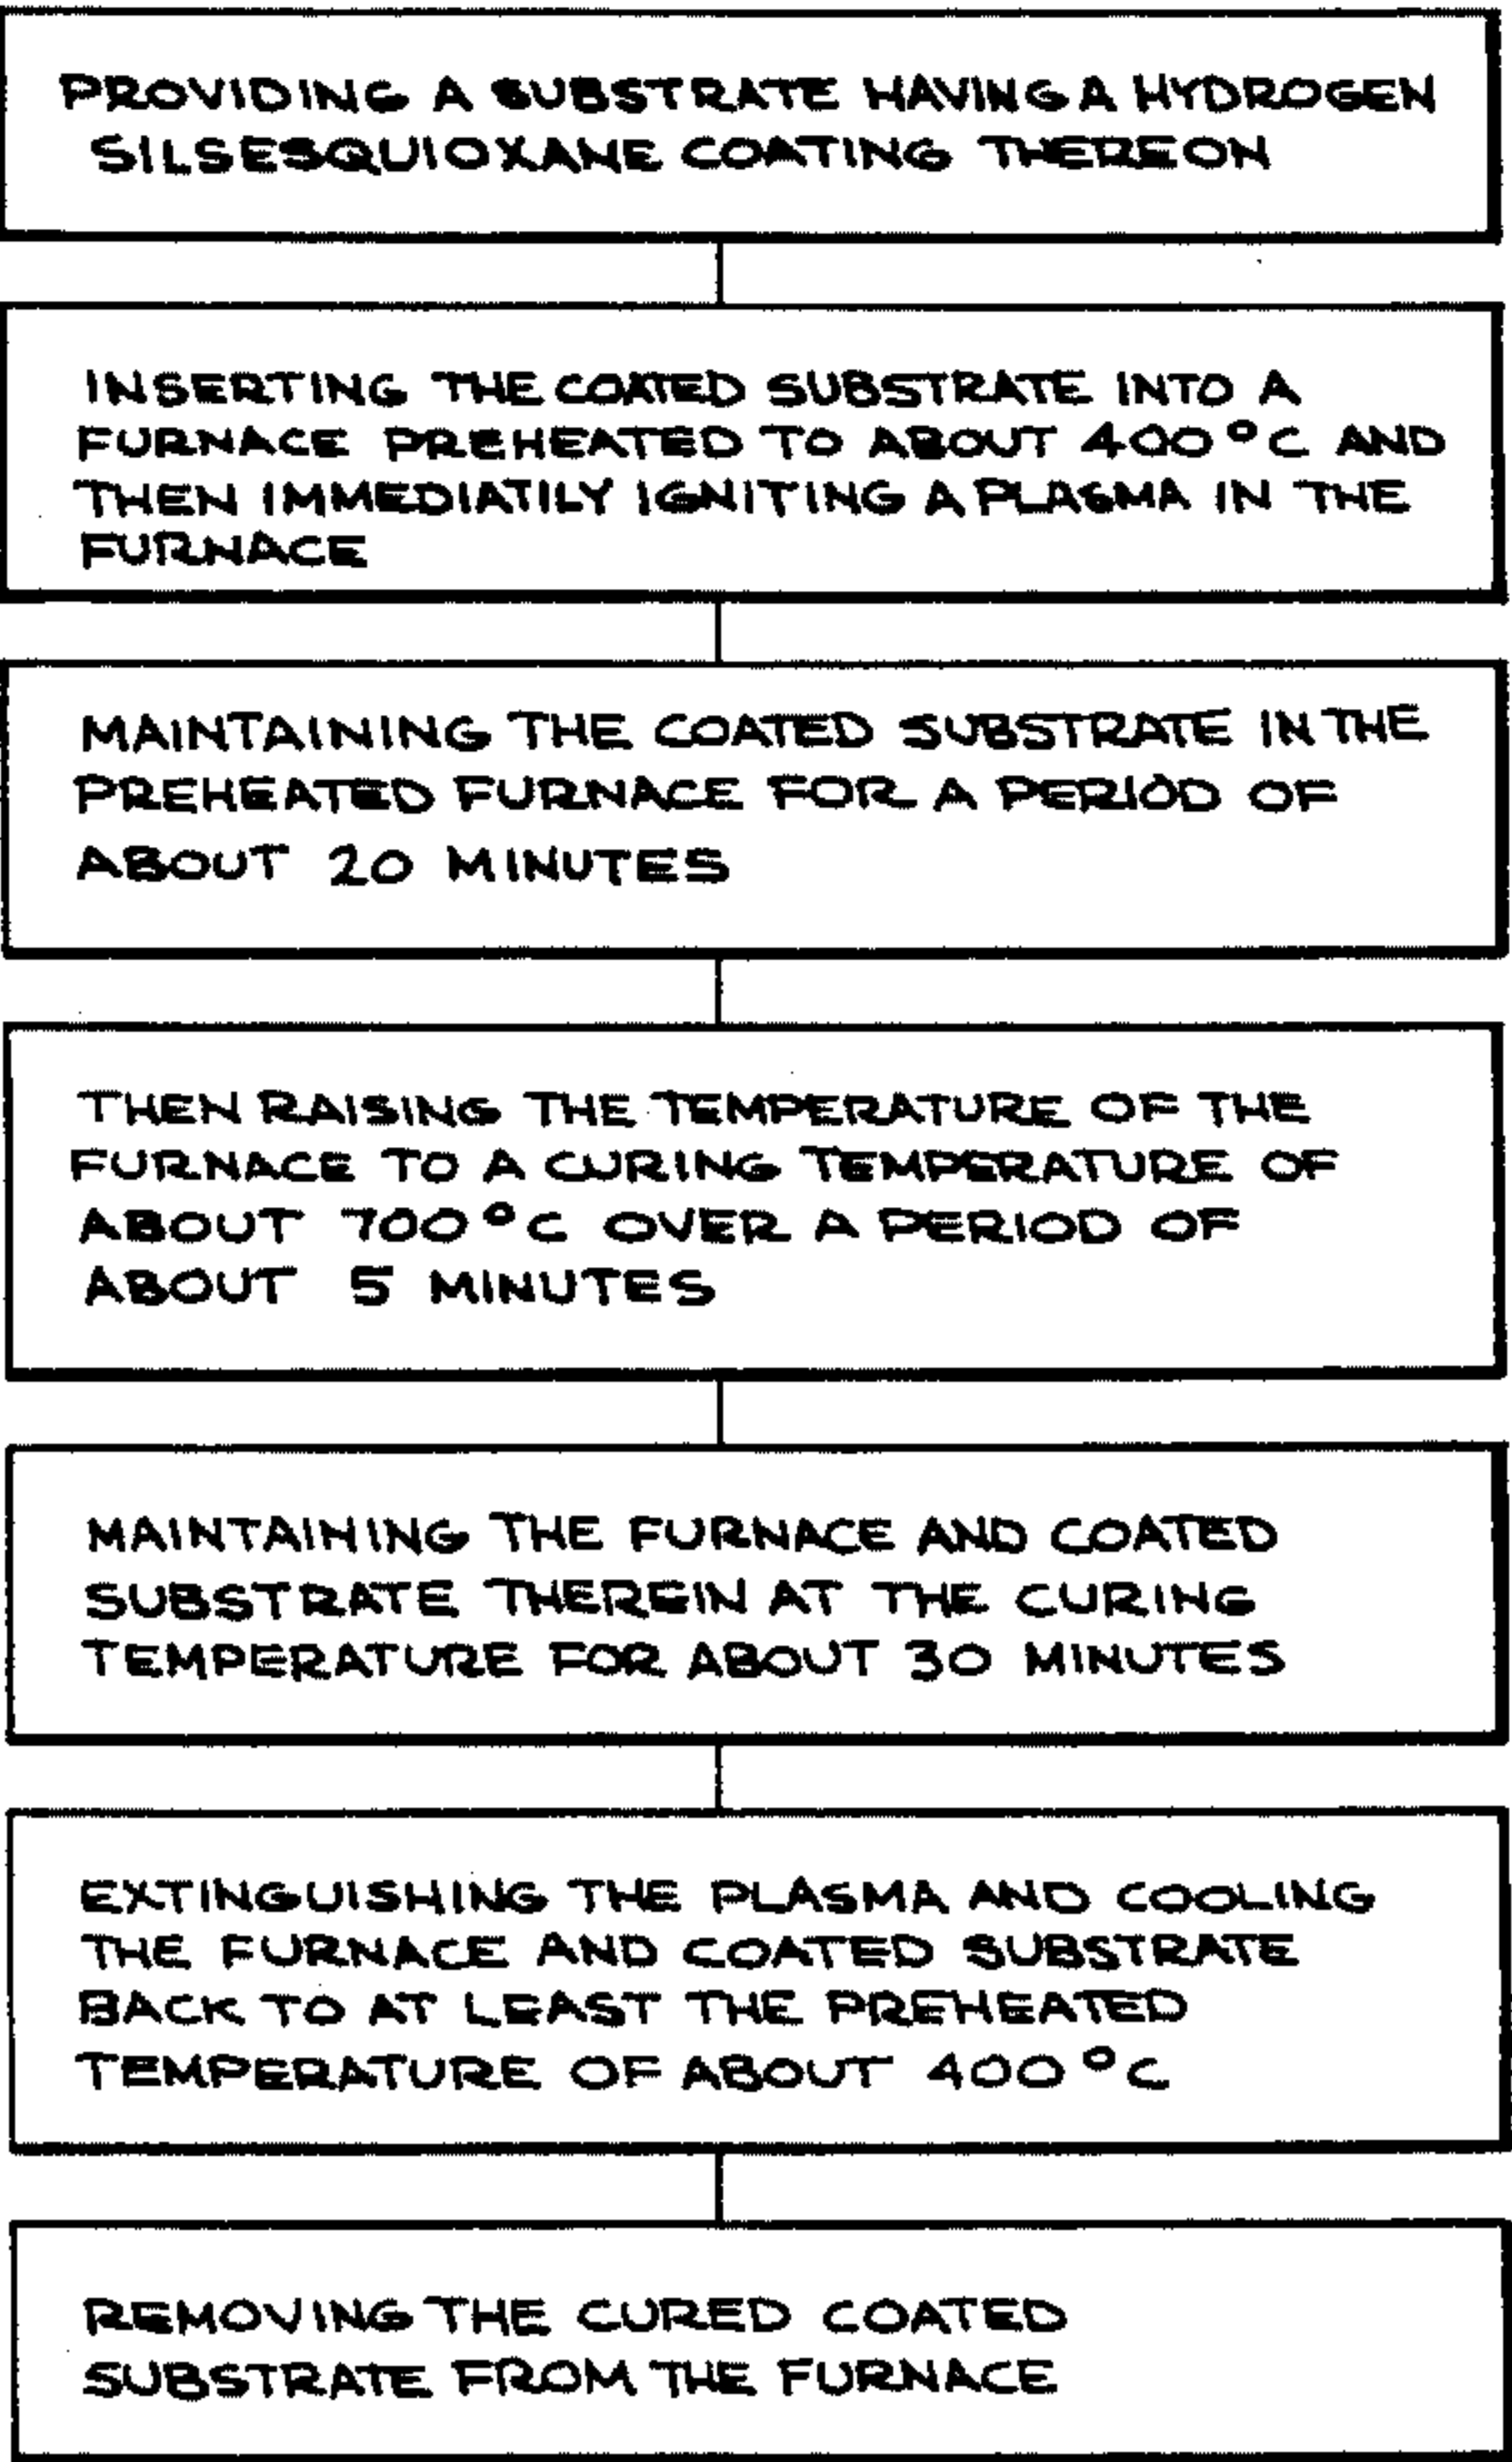 PROVIDING A SUBSTRATE HAVING A HYDROGEN
SILSESQUIOXANE COATING THEREON
INSERTING THE COATED SUBSTRATE INTO A
FURNACE PREHEATED TO ABOUT 400°C AND
THEN IMMEDIATILY IGNITING A PLASMA IN THE
FURNACE
MAINTAINING THE COATED SUBSTRATE IN THE
PREHEATED FURNACE FOR A PERIOD OF
ABOUT 20 MINUTES
THEN RAISING THE TEMPERATURE OF THE
FURNACE TO A CURING TEMPERATURE OF
ABOUT 700°C OVER A PERIOD OF
ABOUT 5 MINUTES
MAINTAINING THE FURNACE AND COATED
SUBSTRATE THEREIN AT THE CURING
TEMPERATURE FOR ABOUT 30 MINUTES
EXTINGUISHING THE PLASMA AND COOLING
THE FURNACE AND COATED SUBSTRATE
BACK TO AT LEAST THE PREHEATED
TEMPERATURE OF ABOUT 400°C
REMOVING THE CURED COATED
SUBSTRATE FROM THE FURNACE